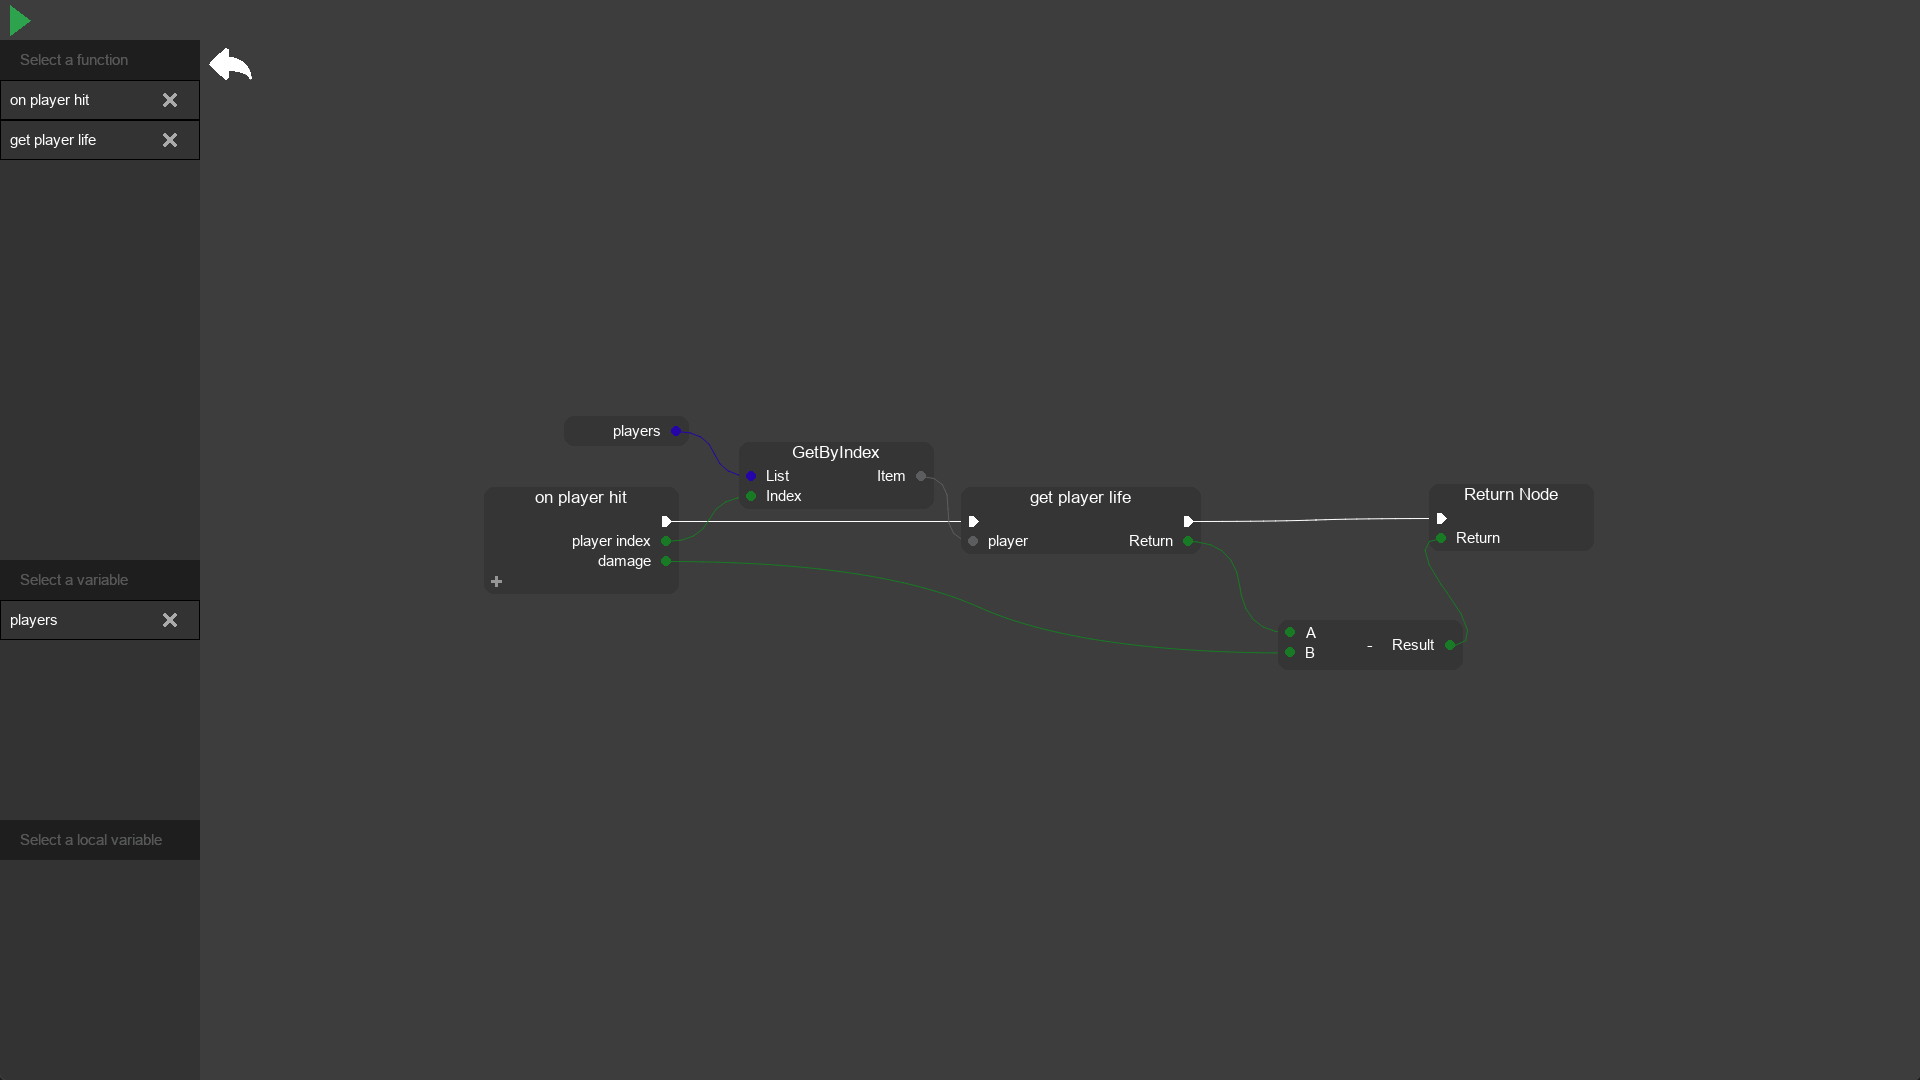 Select a function
on player hit
get player life
Select a variable
players
Select a local variable
players
GetByIndex
List Item
Index
on player hit
player index
damage
get player life
player Return
Return Node
Return
A
B
- Result